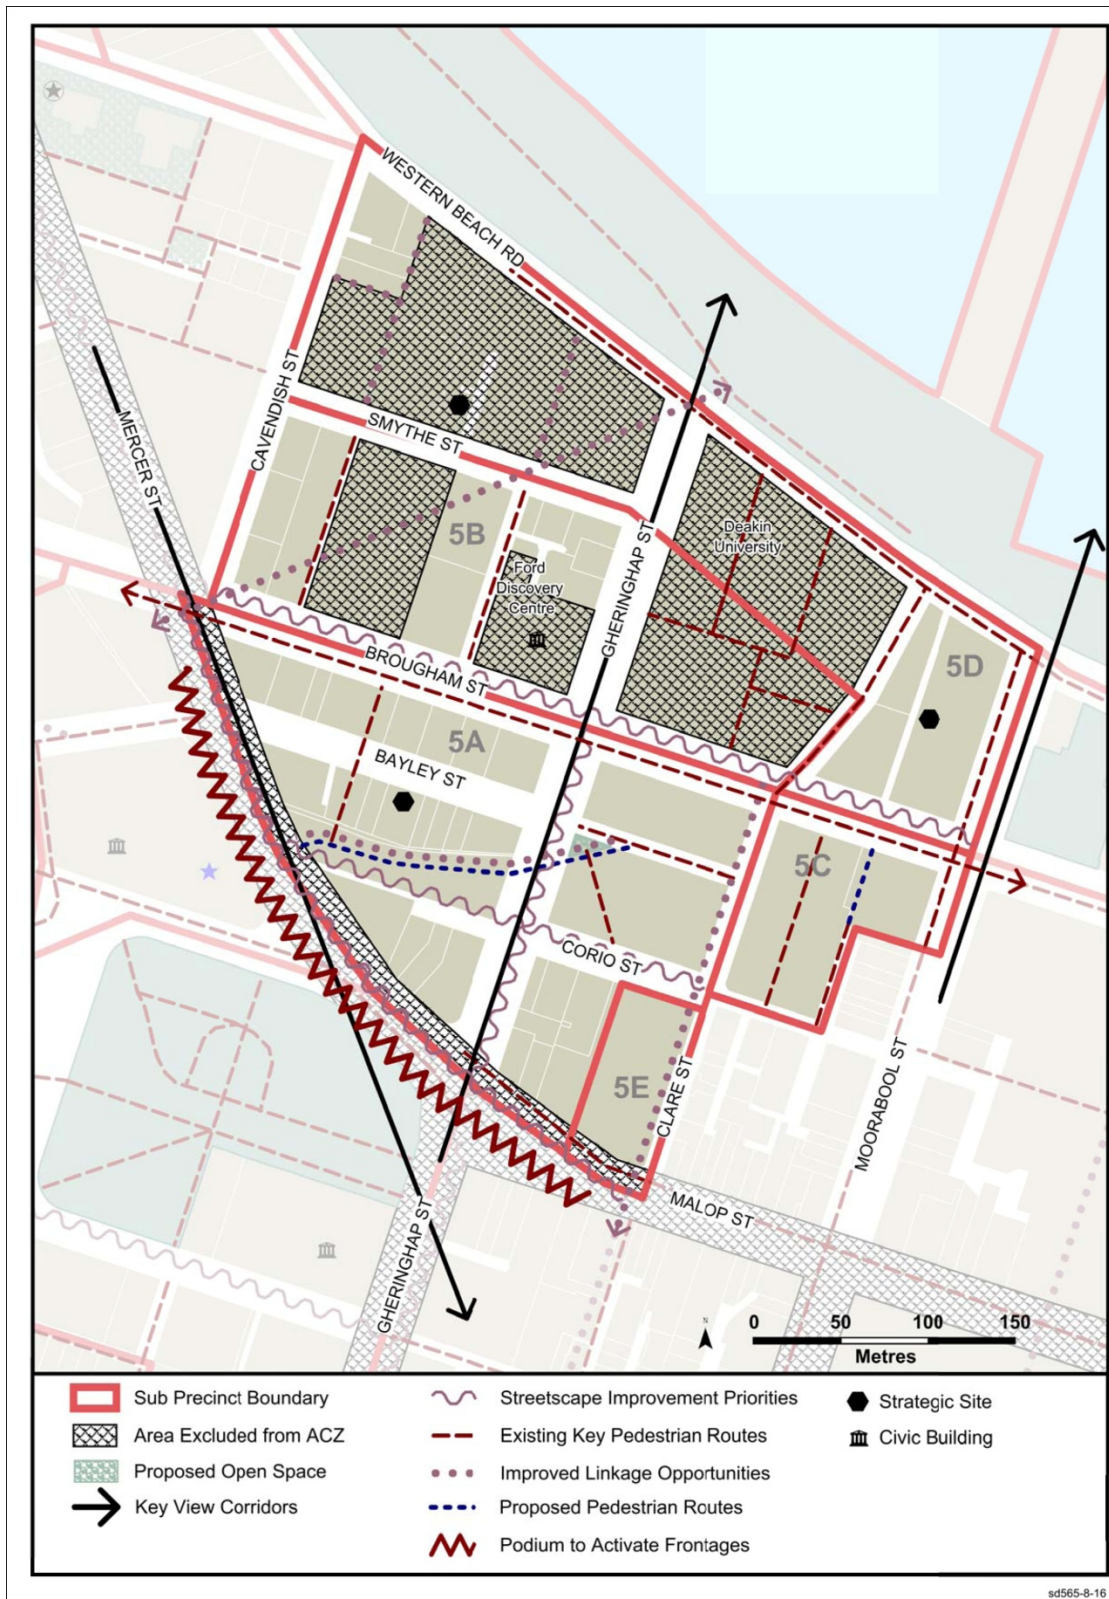 WESTERN BEACH RD
CAVENDISH ST
MERCER ST
SMYTHE ST
5B
Ford
Discovery
Centre
GHERINGHAP ST
Deakin
University
5D
BROUGHAM ST
5A
BAYLEY ST
5C
CORIO ST
5E
CLARE ST
MOORABOOL ST
MALOP ST
GHERINGHAP ST
N
0 50 100 150
Metres
Sub Precinct Boundary
Area Excluded from ACZ
Proposed Open Space
Key View Corridors
Streetscape Improvement Priorities
Existing Key Pedestrian Routes
Improved Linkage Opportunities
Proposed Pedestrian Routes
Podium to Activate Frontages
Strategic Site
Civic Building
sd565-8-16